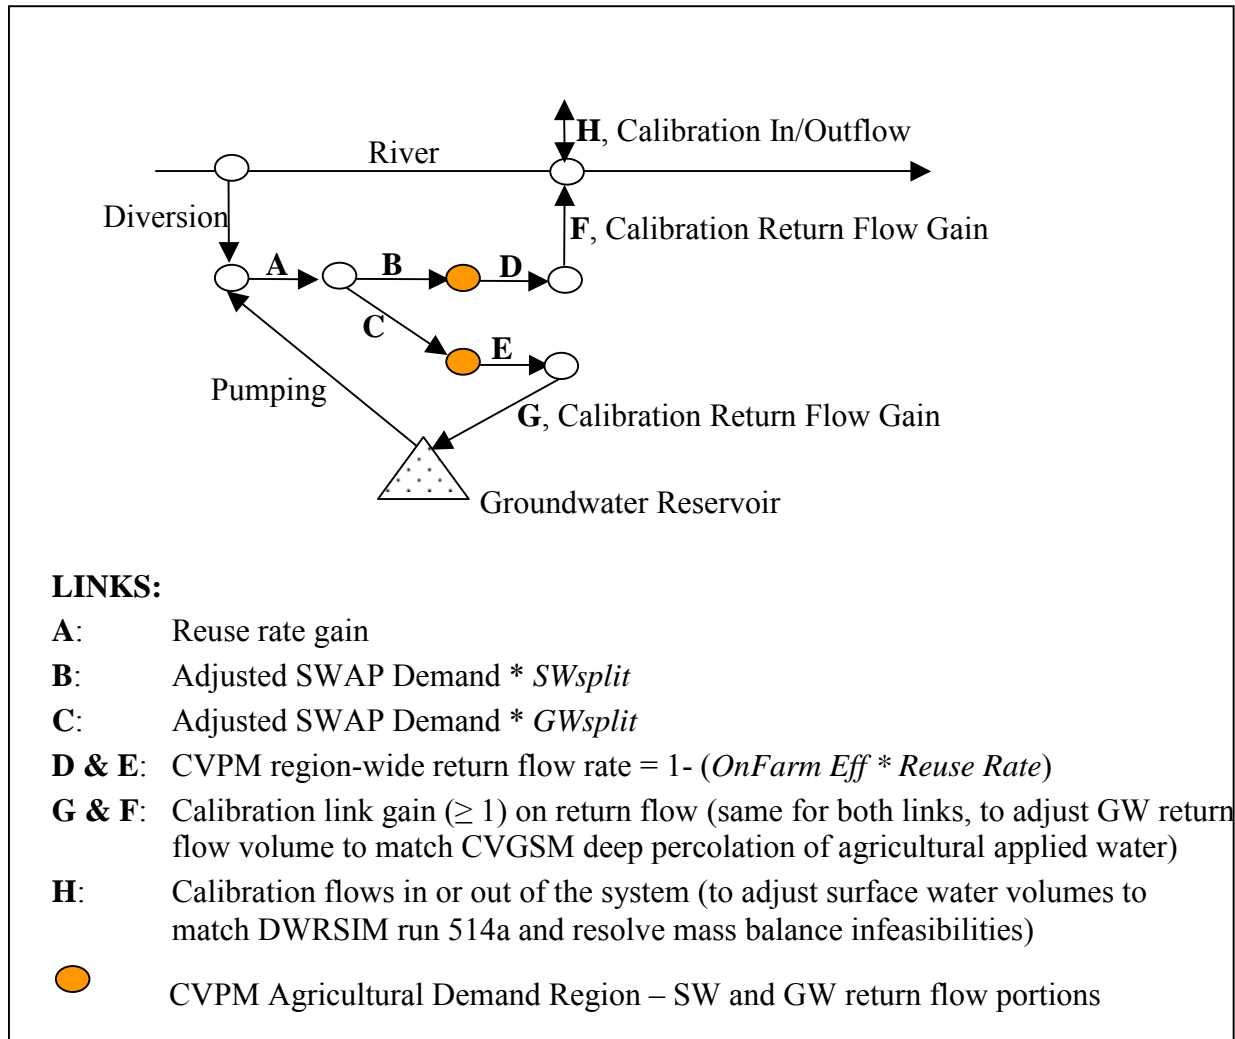 H, Calibration In/Outflow
River
Diversion
F, Calibration Return Flow Gain
A
B
D
C
E
Pumping
G, Calibration Return Flow Gain
Groundwater Reservoir
LINKS:
A: Reuse rate gain
B: Adjusted SWAP Demand * SWsplit
C: Adjusted SWAP Demand * GWsplit
D & E: CVPM region-wide return flow rate = 1- (OnFarm Eff * Reuse Rate)
G & F: Calibration link gain (≥ 1) on return flow (same for both links, to adjust GW return
flow volume to match CVGSM deep percolation of agricultural applied water)
H: Calibration flows in or out of the system (to adjust surface water volumes to
match DWRSIM run 514a and resolve mass balance infeasibilities)
CVPM Agricultural Demand Region – SW and GW return flow portions